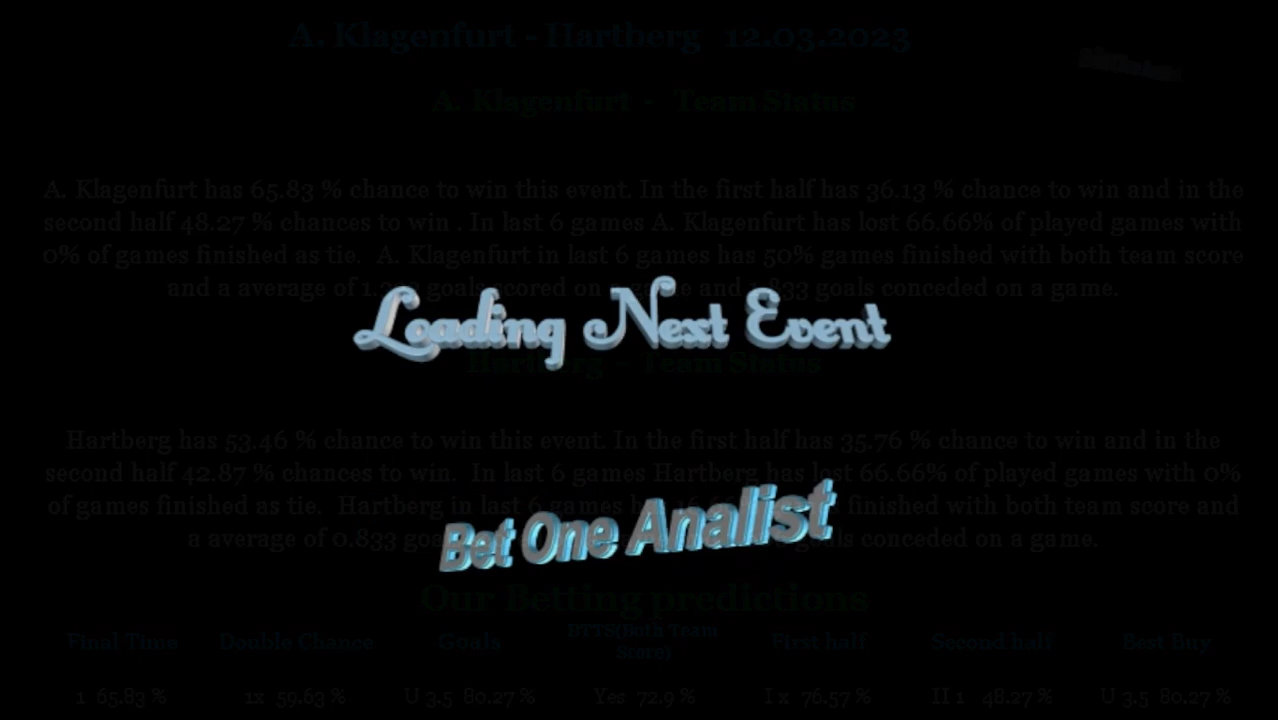 A. Klagenfurt - Hartberg 12.03.2023
A. Klagenfurt - Team Status
A. Klagenfurt has 65.83 % chance to win this event. In the first half has 36.13 % chance to win and in the
second half 48.27 % chances to win . In last 6 games A. Klagenfurt has lost 66.66% of played games with
0% of games finished as tie. A. Klagenfurt in last 6 games has 50% games finished with both team score
and a average of goals scored on goals conceded on a game.
Loading Next Event
Hartberg - Team Status
Hartberg has 53.46 % chance to win this event. In the first half has 35.76 % chance to win and in the
second half 42.87 % chances to win. In last 6 games Hartberg has lost 66.66% of played games with 0%
of games finished as tie. Hartberg in last 6 games finished with both team score and
Bet One Analist
a average of 0.833 conceded on a game.
Our Betting predictions
Final Time Double Chance Goals BTTS(Both Team First half Second half Best Buy
Score)
1 65.83 % 1x 59.63 % U 3.5 80.27 % Yes 72.9 % I x 76.57 % II 1 48.27 % U 3.5 80.27 %